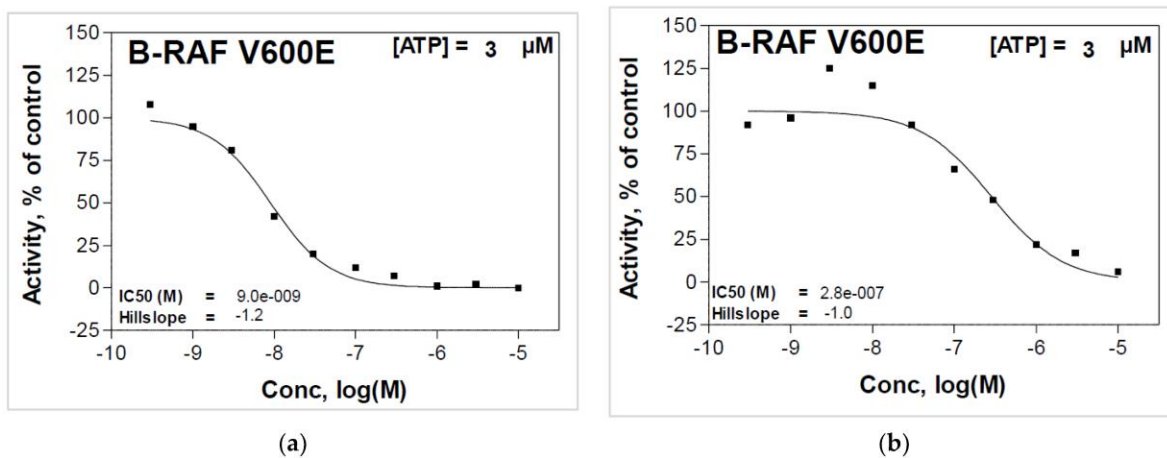 B-RAF V600E [ATP] = 3 µM
150
125
100
75
50
25
0
-25
Activity, % of control
IC50 (M) = 9.0e-009
Hillslope = -1.2
-10 -9 -8 -7 -6 -5
Conc, log(M)
(a)
B-RAF V600E [ATP] = 3 µM
150
125
100
75
50
25
0
-25
Activity, % of control
IC50 (M) = 2.8e-007
Hillslope = -1.0
-10 -9 -8 -7 -6 -5
Conc, log(M)
(b)